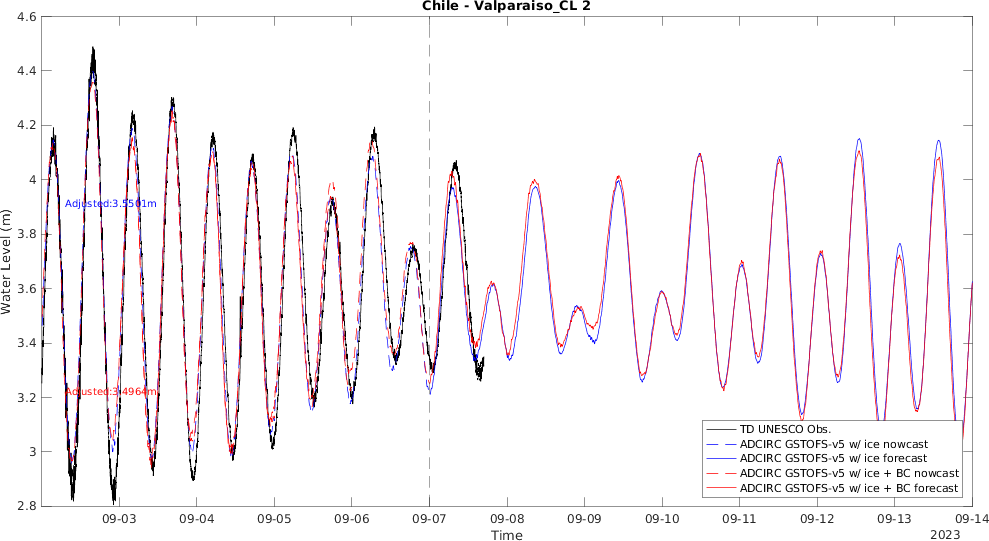 Chile - Valparaiso_CL 2
4.6
4.4
4.2
4
3.8
3.6
3.4
3.2
3
2.8
Water Level (m)
Adjusted:3.5501m
Adjusted:3.4964m
TD UNESCO Obs.
ADCIRC GSTOFS-v5 w/ ice nowcast
ADCIRC GSTOFS-v5 w/ ice forecast
ADCIRC GSTOFS-v5 w/ ice + BC nowcast
ADCIRC GSTOFS-v5 w/ ice + BC forecast
09-03 09-04 09-05 09-06 09-07 09-08 09-09 09-10 09-11 09-12 09-13 09-14
Time
2023